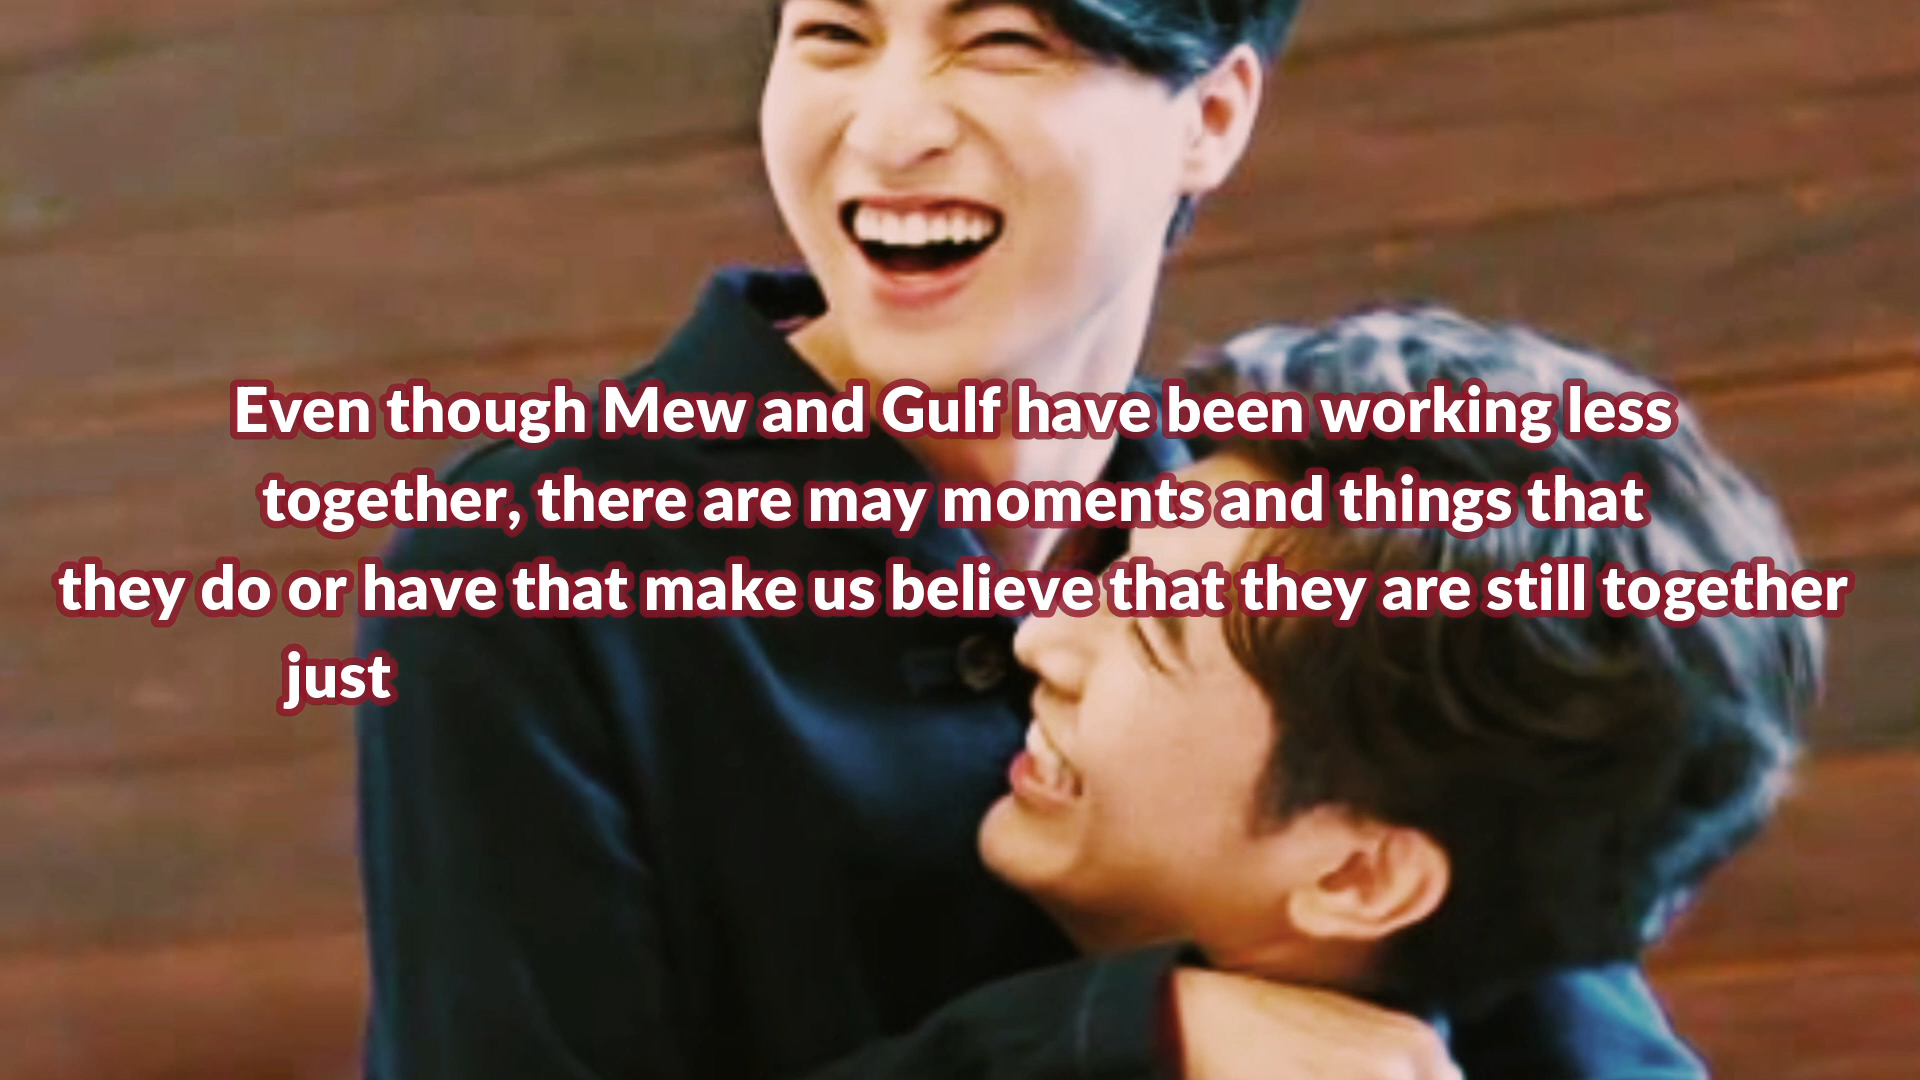 Even though Mew and Gulf have been working less
together, there are may moments and things that
they do or have that make us believe that they are still together
just